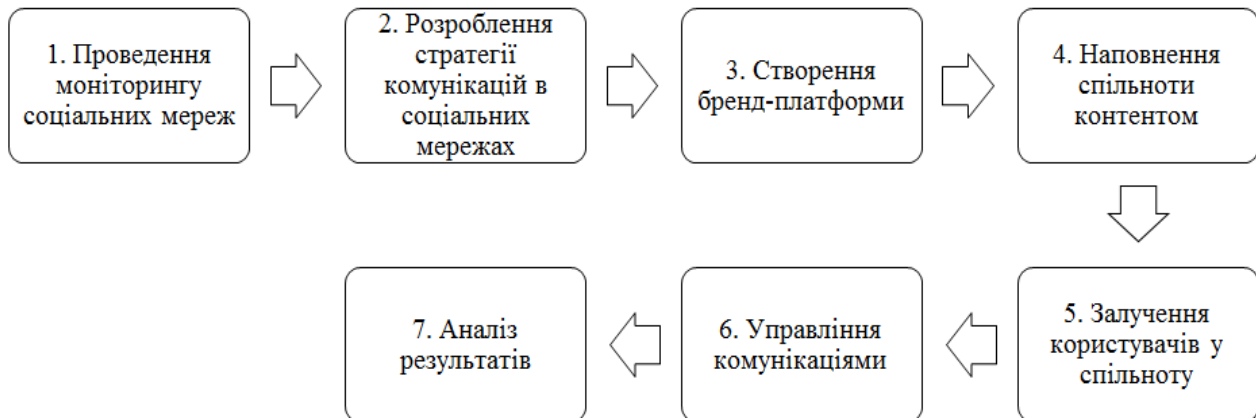 1. Проведення
моніторингу
соціальних мереж
2. Розроблення
стратегії
комунікацій в
соціальних
мережах
3. Створення
бренд-платформи
4. Наповнення
спільноти
контентом
5. Залучення
користувачів у
спільноту
6. Управління
комунікаціями
7. Аналіз
результатів